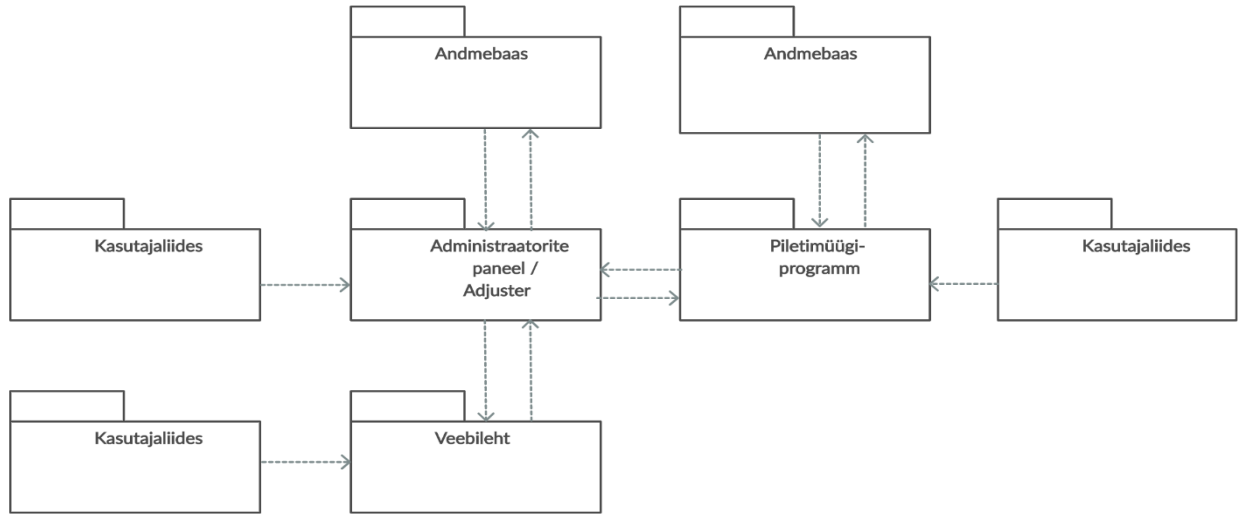 Andmebaas
Andmebaas
Kasutajaliides
Administraatorite
paneel /
Adjuster
Piletimüügi-
programm
Kasutajaliides
Kasutajaliides
Veebileht